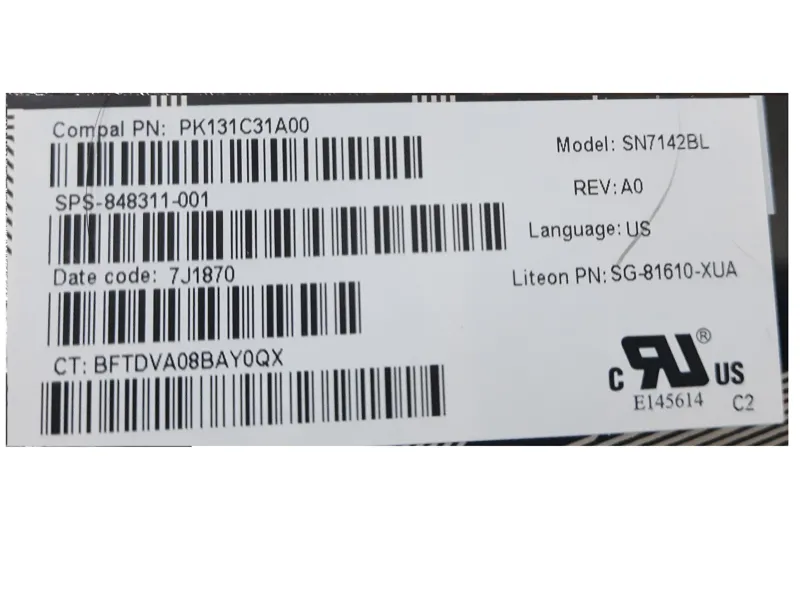 Compal PN: PK131C31A00
SPS-848311-001
Date code: 7J1870
CT: BFTDVA08BAY0QX
Model: SN7142BL
REV: A0
Language: US
Liteon PN: SG-81610-XUA
c RU ® US
E145614 C2